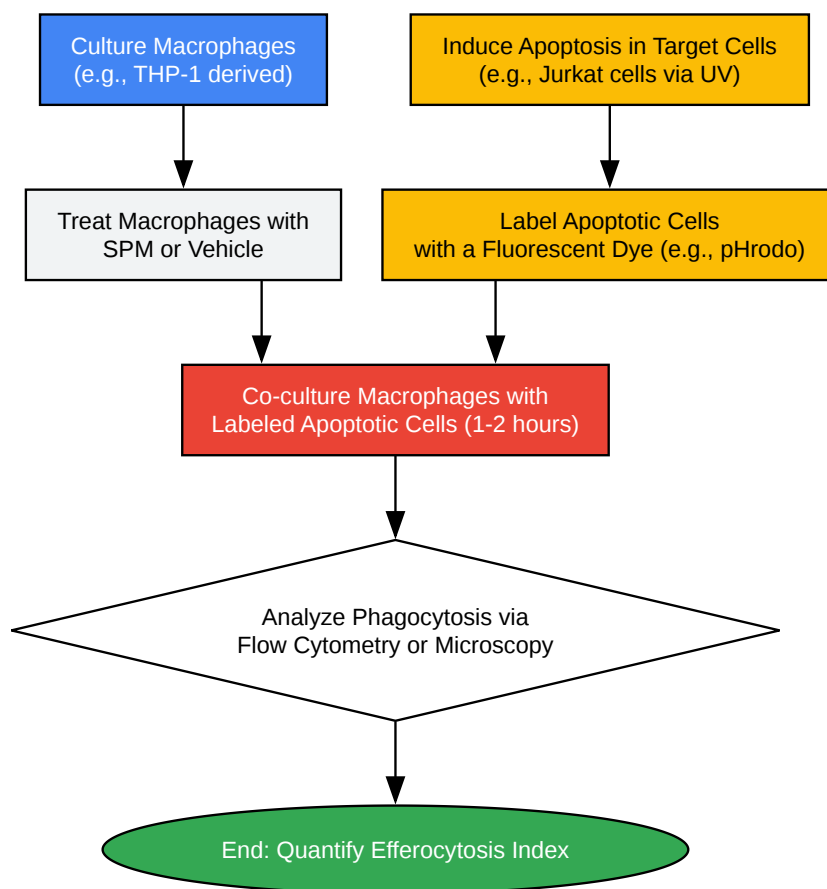 Culture Macrophages
(e.g., THP-1 derived)
Induce Apoptosis in Target Cells
(e.g., Jurkat cells via UV)
Treat Macrophages with
SPM or Vehicle
Label Apoptotic Cells
with a Fluorescent Dye (e.g., pHrodo)
Co-culture Macrophages with
Labeled Apoptotic Cells (1-2 hours)
Analyze Phagocytosis via
Flow Cytometry or Microscopy
End: Quantify Efferocytosis Index